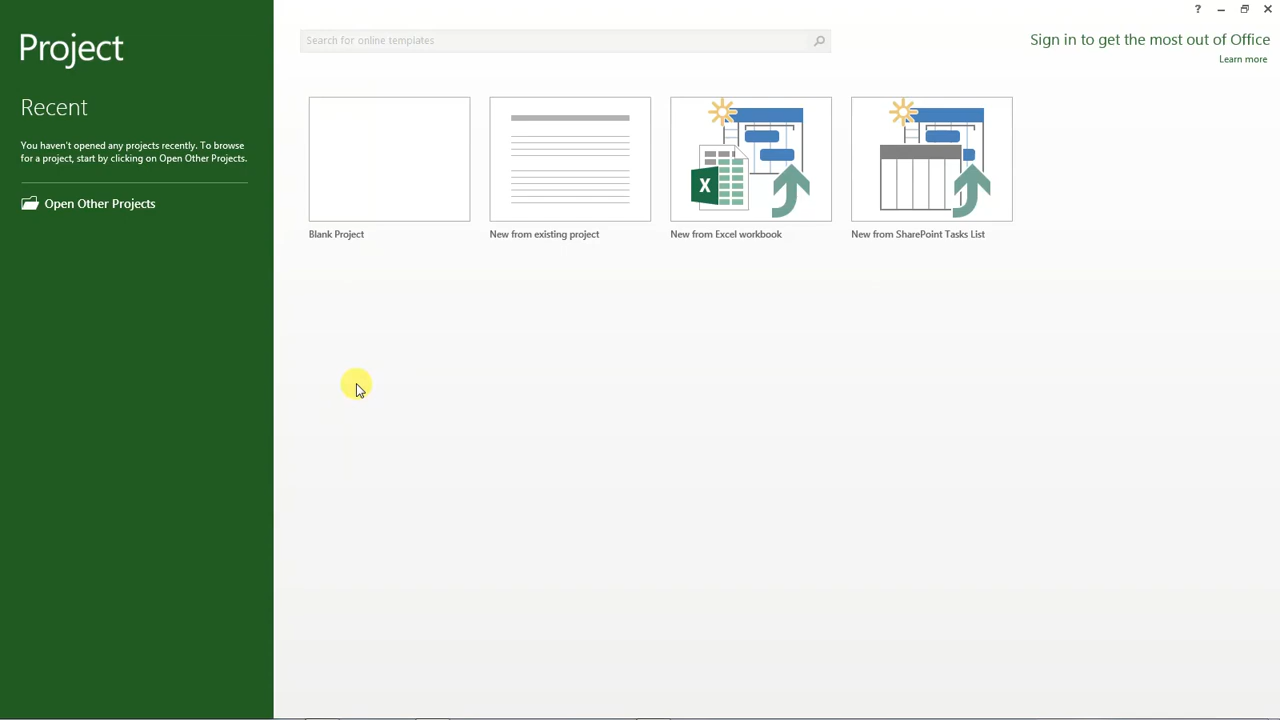 ?
Project
Search for online templates
Sign in to get the most out of Office
Learn more
Recent
You haven't opened any projects recently. To browse
for a project, start by clicking on Open Other Projects.
Open Other Projects
X
Blank Project
New from existing project
New from Excel workbook
New from SharePoint Tasks List